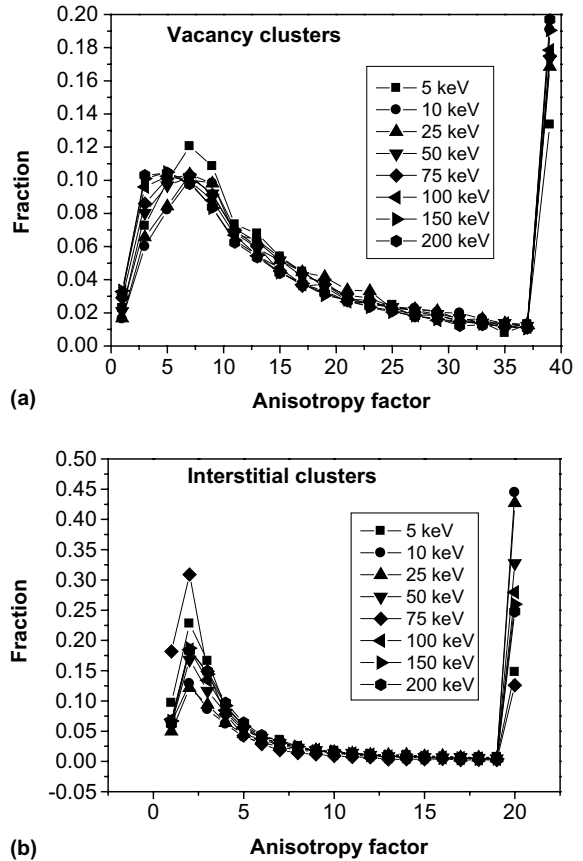 0.20
0.18
0.16
0.14
0.12
0.10
0.08
0.06
0.04
0.02
0.00
Fraction
Vacancy clusters
5 keV
10 keV
25 keV
50 keV
75 keV
100 keV
150 keV
200 keV
0 5 10 15 20 25 30 35 40
(a) Anisotropy factor
0.50
0.45
0.40
0.35
0.30
0.25
0.20
0.15
0.10
0.05
0.00
-0.05
Fraction
Interstitial clusters
5 keV
10 keV
25 keV
50 keV
75 keV
100 keV
150 keV
200 keV
0 5 10 15 20
(b) Anisotropy factor